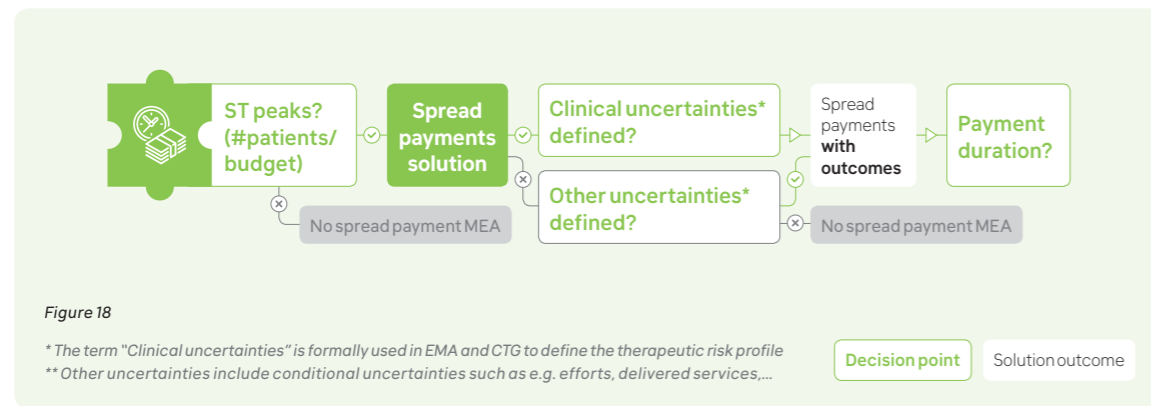 ST peaks?
(#patients/
budget)
Spread
payments
solution
Clinical uncertainties*
defined?
Spread
payments
with
outcomes
Payment
duration?
Other uncertainties*
defined?
No spread payment MEA
No spread payment MEA
Figure 18
* The term "Clinical uncertainties" is formally used in EMA and CTG to define the therapeutic risk profile
** Other uncertainties include conditional uncertainties such as e.g. efforts, delivered services,...
Decision point
Solution outcome